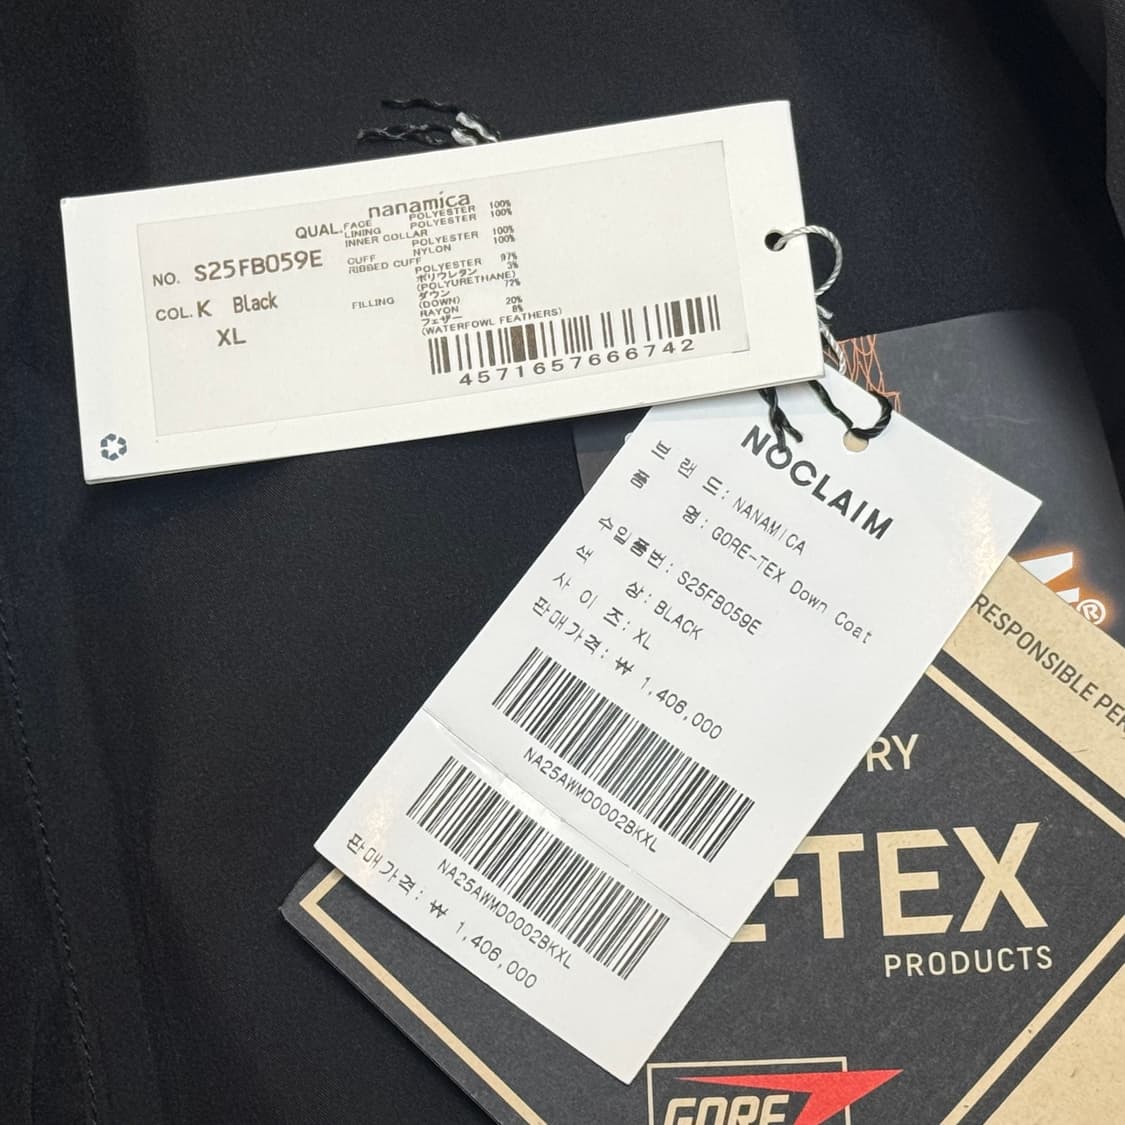 nanamica
QUAL. FACE POLYESTER 100%
LINING POLYESTER 100%
INNER COLLAR
POLYESTER 100%
CUFF NYLON 100%
RIBBED CUFF
POLYESTER 97%
ポリウレタン 3%
(POLYURETHANE)
FILLING ダウン 72%
(DOWN)
RAYON 20%
フェザー 8%
(WATERFOWL FEATHERS)
NO. S25FB059E
COL. K Black
XL
4571657666742
NOCLAIM
브 랜 드: NANAMICA
품 명: GORE-TEX Down Coat
수입품번: S25FB059E
색 상: BLACK
사 이 즈: XL
판매가격: ₩ 1,406,000
NA25AWMD0002BKXL
NA25AWMD0002BKXL
판매가격: ₩ 1,406,000
®
RESPONSIBLE PER
RY
-TEX
PRODUCTS
GORE